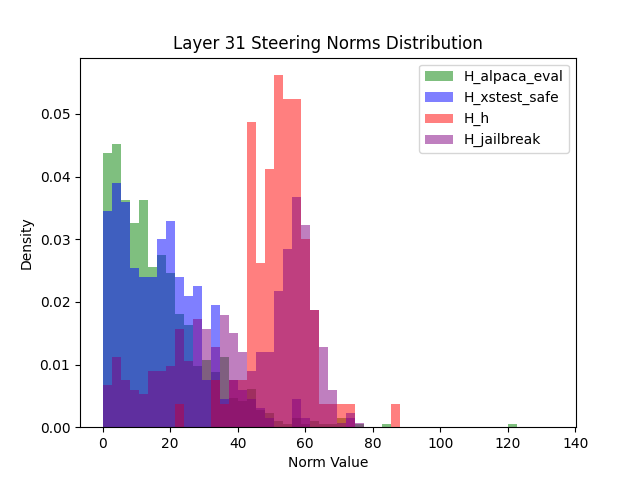 Layer 31 Steering Norms Distribution
H_alpaca_eval
H_xstest_safe
H_h
H_jailbreak
Density
0.05
0.04
0.03
0.02
0.01
0.00
0 20 40 60 80 100 120 140
Norm Value